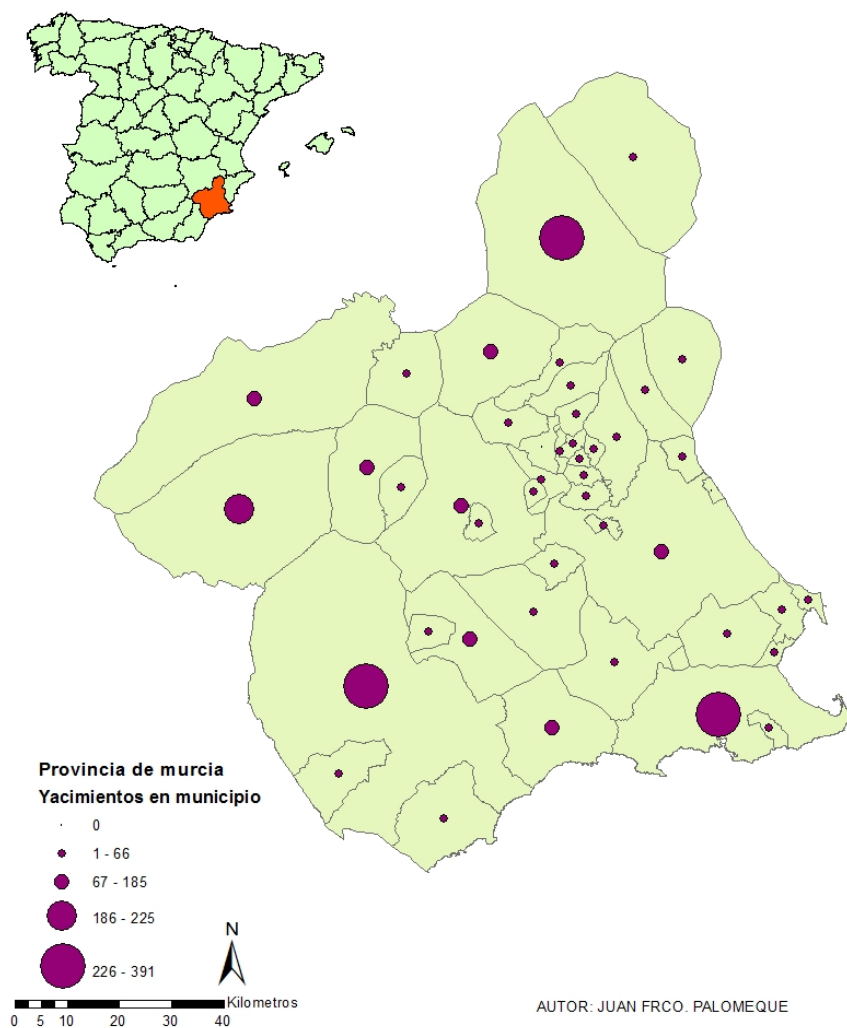 Provincia de murcia
Yacimientos en municipio
0
1 - 66
67 - 185
186 - 225
226 - 391
N
Kilometros
0 5 10 20 30 40
AUTOR: JUAN FRCO. PALOMEQUE